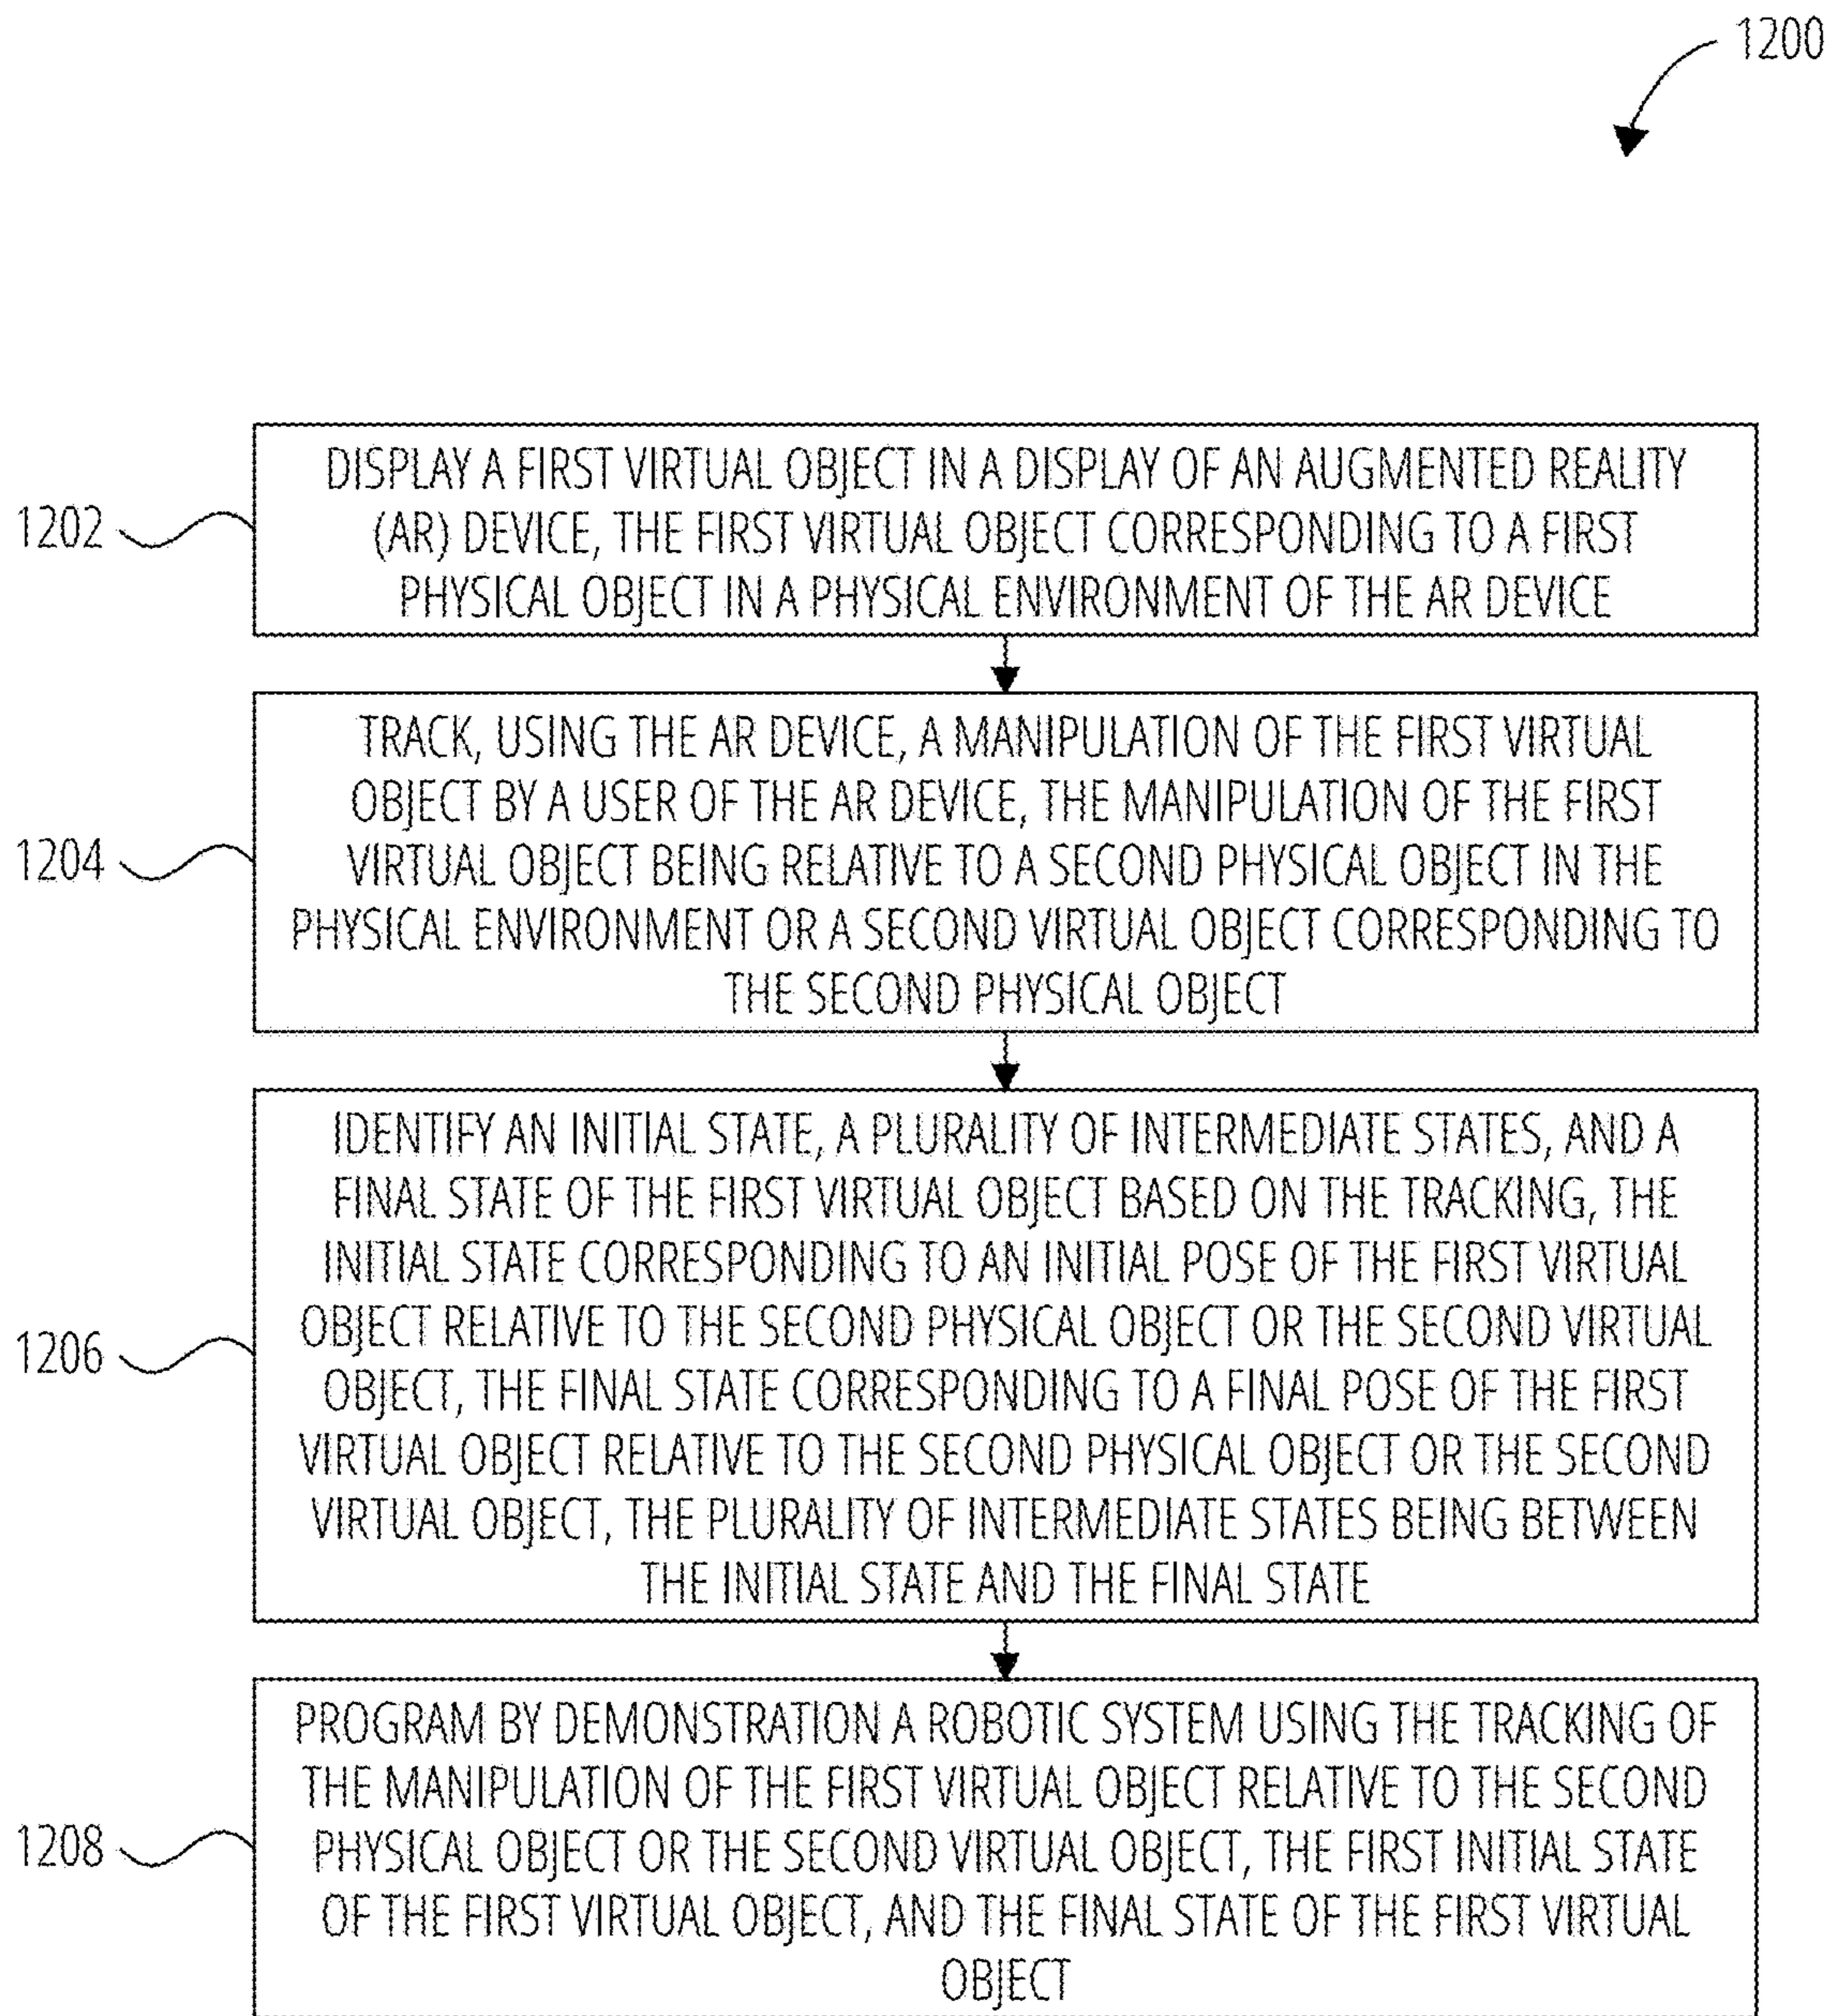 1200
1202
DISPLAY A FIRST VIRTUAL OBJECT IN A DISPLAY OF AN AUGMENTED REALITY
(AR) DEVICE, THE FIRST VIRTUAL OBJECT CORRESPONDING TO A FIRST
PHYSICAL OBJECT IN A PHYSICAL ENVIRONMENT OF THE AR DEVICE
1204
TRACK, USING THE AR DEVICE, A MANIPULATION OF THE FIRST VIRTUAL
OBJECT BY A USER OF THE AR DEVICE, THE MANIPULATION OF THE FIRST
VIRTUAL OBJECT BEING RELATIVE TO A SECOND PHYSICAL OBJECT IN THE
PHYSICAL ENVIRONMENT OR A SECOND VIRTUAL OBJECT CORRESPONDING TO
THE SECOND PHYSICAL OBJECT
1206
IDENTIFY AN INITIAL STATE, A PLURALITY OF INTERMEDIATE STATES, AND A
FINAL STATE OF THE FIRST VIRTUAL OBJECT BASED ON THE TRACKING, THE
INITIAL STATE CORRESPONDING TO AN INITIAL POSE OF THE FIRST VIRTUAL
OBJECT RELATIVE TO THE SECOND PHYSICAL OBJECT OR THE SECOND VIRTUAL
OBJECT, THE FINAL STATE CORRESPONDING TO A FINAL POSE OF THE FIRST
VIRTUAL OBJECT RELATIVE TO THE SECOND PHYSICAL OBJECT OR THE SECOND
VIRTUAL OBJECT, THE PLURALITY OF INTERMEDIATE STATES BEING BETWEEN
THE INITIAL STATE AND THE FINAL STATE
1208
PROGRAM BY DEMONSTRATION A ROBOTIC SYSTEM USING THE TRACKING OF
THE MANIPULATION OF THE FIRST VIRTUAL OBJECT RELATIVE TO THE SECOND
PHYSICAL OBJECT OR THE SECOND VIRTUAL OBJECT, THE FIRST INITIAL STATE
OF THE FIRST VIRTUAL OBJECT, AND THE FINAL STATE OF THE FIRST VIRTUAL
OBJECT